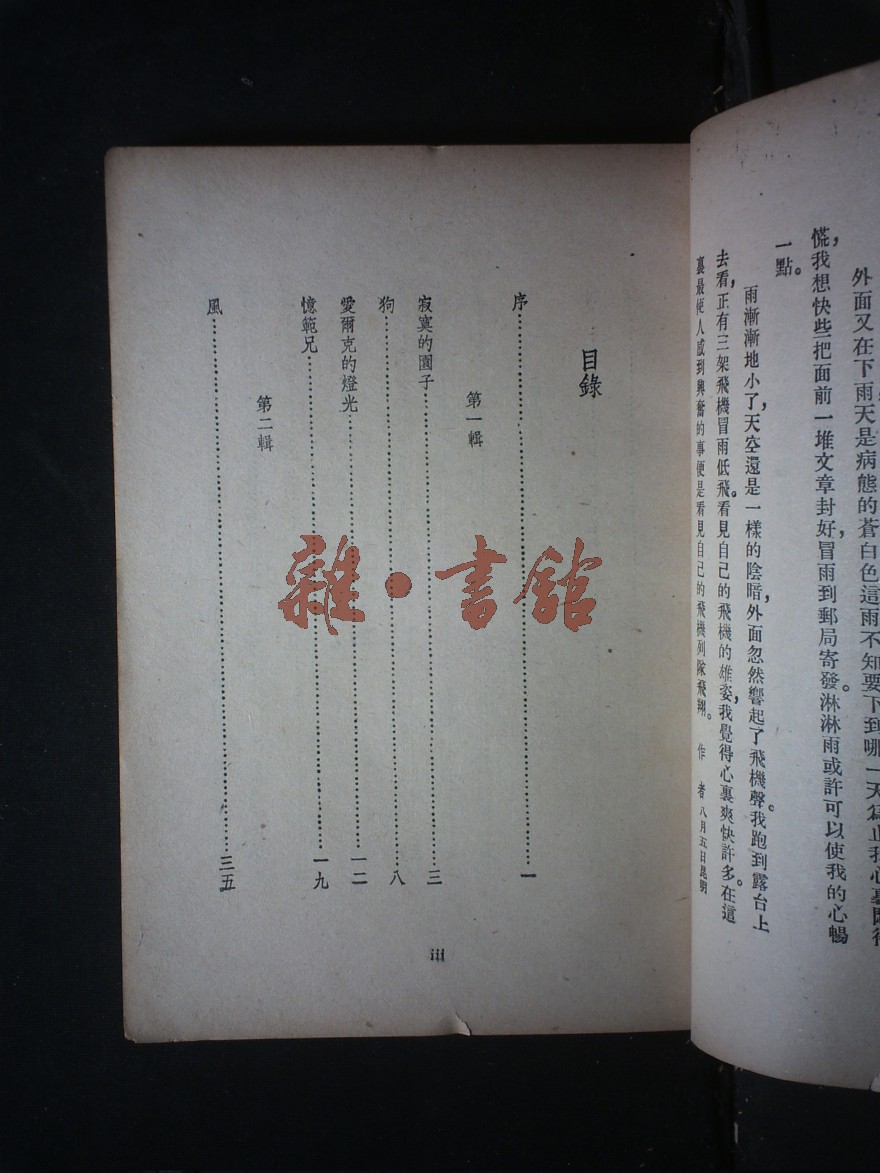 外面又在下雨天是病態的蒼白色這雨不知要下到哪一天為止我心裏悶得
慌，我想快些把面前一堆文章封好，冒雨到郵局寄發。淋淋雨或許可以使我的心暢
一點。
雨漸漸地小了，天空還是一樣的陰暗，外面忽然響起了飛機聲。我跑到露台上
去看，正有三架飛機冒雨低飛。看見自己的飛機的雄姿，我覺得心裏爽快許多。在這
裏最使人感到興奮的事便是看見自己的飛機列隊飛翔。 作 者 八月五日昆明
目錄
序……一
第一輯
寂寞的園子……三
狗……八
愛爾克的燈光……一二
憶範兄……一九
第二輯
風……三五
iii
雜·書館